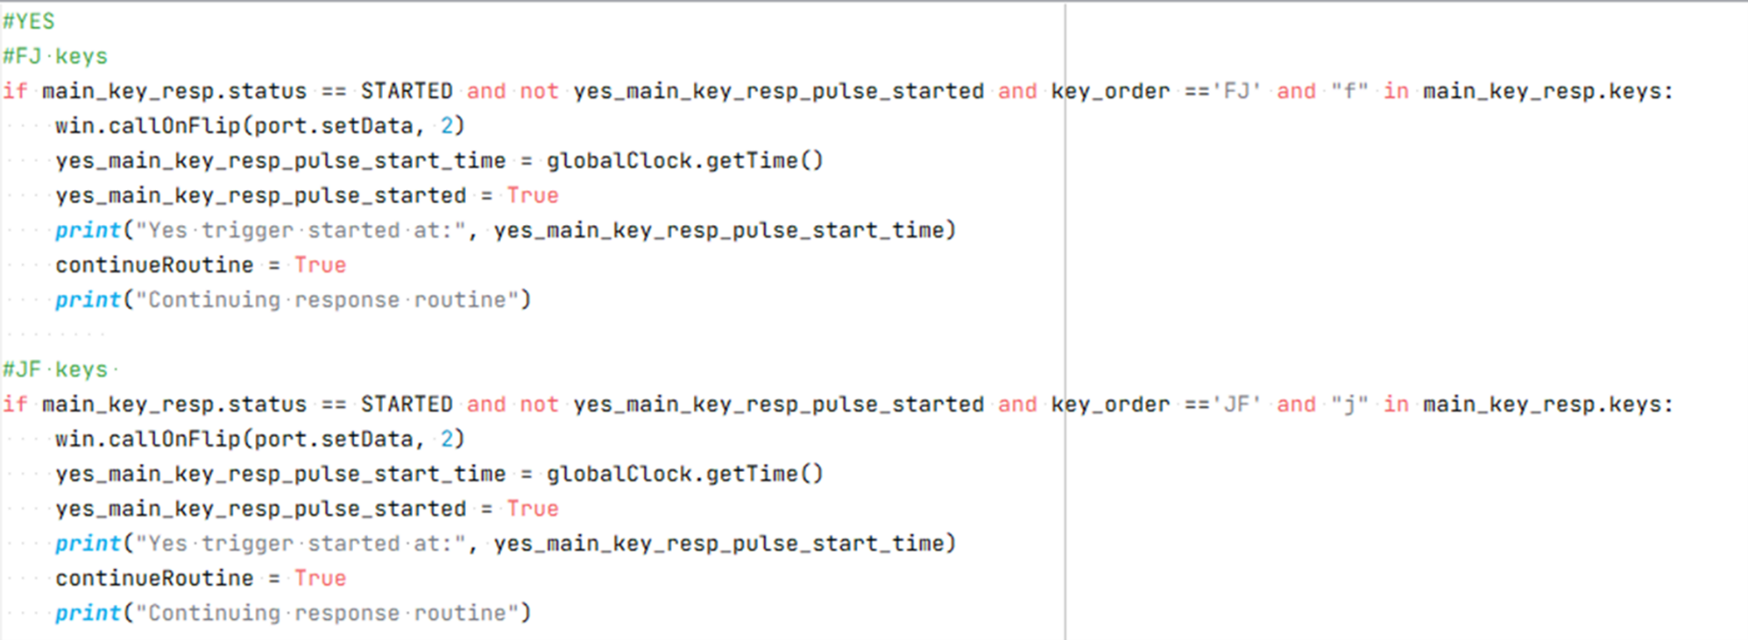 #YES
#FJ keys
if main_key_resp.status == STARTED and not yes_main_key_resp_pulse_started and key_order =='FJ' and "f" in main_key_resp.keys:
    win.callOnFlip(port.setData, 2)
    yes_main_key_resp_pulse_start_time = globalClock.getTime()
    yes_main_key_resp_pulse_started = True
    print("Yes trigger started at:", yes_main_key_resp_pulse_start_time)
    continueRoutine = True
    print("Continuing response routine")

#JF keys
if main_key_resp.status == STARTED and not yes_main_key_resp_pulse_started and key_order =='JF' and "j" in main_key_resp.keys:
    win.callOnFlip(port.setData, 2)
    yes_main_key_resp_pulse_start_time = globalClock.getTime()
    yes_main_key_resp_pulse_started = True
    print("Yes trigger started at:", yes_main_key_resp_pulse_start_time)
    continueRoutine = True
    print("Continuing response routine")